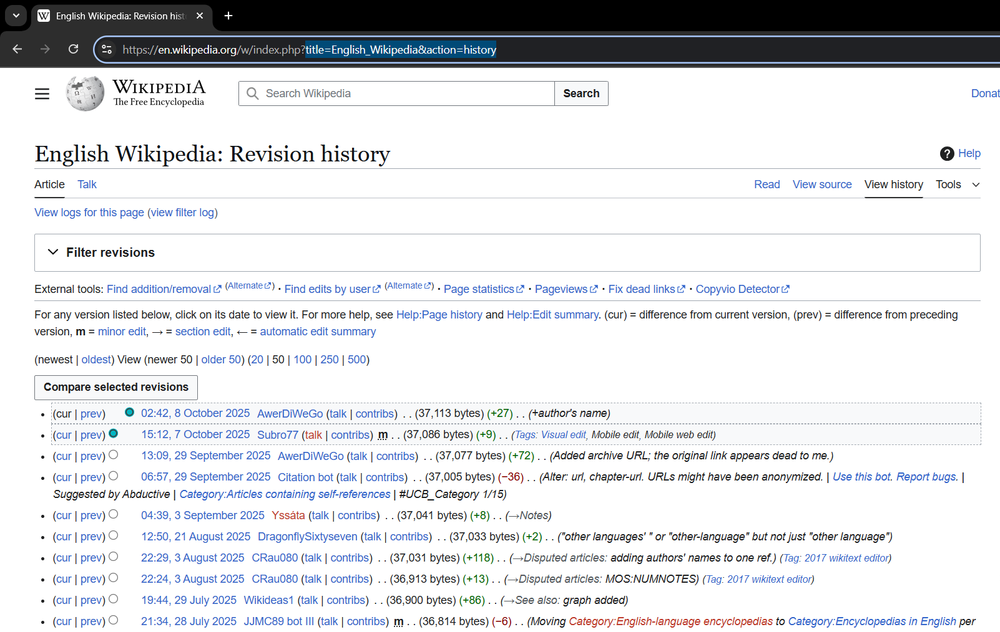 English Wikipedia: Revision hist
https://en.wikipedia.org/w/index.php?title=English_Wikipedia&action=history
WIKIPEDIA
The Free Encyclopedia
Search Wikipedia
Search
Donat
English Wikipedia: Revision history
Help
Article Talk
Read View source View history Tools
View logs for this page (view filter log)
Filter revisions
External tools: Find addition/removal (Alternate) · Find edits by user (Alternate) · Page statistics · Pageviews · Fix dead links · Copyvio Detector
For any version listed below, click on its date to view it. For more help, see Help:Page history and Help:Edit summary. (cur) = difference from current version, (prev) = difference from preceding
version, m = minor edit, → = section edit, ← = automatic edit summary
(newest | oldest) View (newer 50 | older 50) (20 | 50 | 100 | 250 | 500)
Compare selected revisions
(cur | prev) 02:42, 8 October 2025 AwerDiWeGo (talk | contribs) . . (37,113 bytes) (+27) . . (+author's name)
(cur | prev) 15:12, 7 October 2025 Subro77 (talk | contribs) m . . (37,086 bytes) (+9) . . (Tags: Visual edit, Mobile edit, Mobile web edit)
(cur | prev) 13:09, 29 September 2025 AwerDiWeGo (talk | contribs) . . (37,077 bytes) (+72) . . (Added archive URL; the original link appears dead to me.)
(cur | prev) 06:57, 29 September 2025 Citation bot (talk | contribs) . . (37,005 bytes) (−36) . . (Alter: url, chapter-url. URLs might have been anonymized. | Use this bot. Report bugs. |
Suggested by Abductive | Category:Articles containing self-references | #UCB_Category 1/15)
(cur | prev) 04:39, 3 September 2025 Yssáta (talk | contribs) . . (37,041 bytes) (+8) . . (→Notes)
(cur | prev) 12:50, 21 August 2025 DragonflySixtyseven (talk | contribs) . . (37,033 bytes) (+2) . . ("other languages' " or "other-language" but not just "other language")
(cur | prev) 22:29, 3 August 2025 CRau080 (talk | contribs) . . (37,031 bytes) (+118) . . (→Disputed articles: adding authors' names to one ref.) (Tag: 2017 wikitext editor)
(cur | prev) 22:24, 3 August 2025 CRau080 (talk | contribs) . . (36,913 bytes) (+13) . . (→Disputed articles: MOS:NUMNOTES) (Tag: 2017 wikitext editor)
(cur | prev) 19:44, 29 July 2025 Wikideas1 (talk | contribs) . . (36,900 bytes) (+86) . . (→See also: graph added)
(cur | prev) 21:34, 28 July 2025 JJMC89 bot III (talk | contribs) m . . (36,814 bytes) (−6) . . (Moving Category:English-language encyclopedias to Category:Encyclopedias in English per